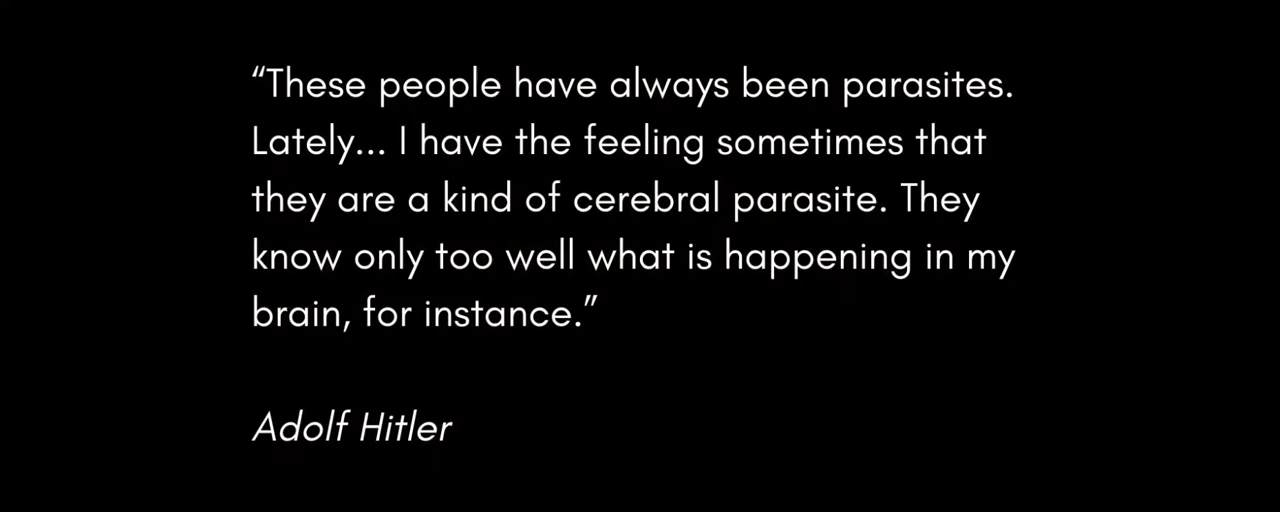 “These people have always been parasites.
Lately... I have the feeling sometimes that
they are a kind of cerebral parasite. They
know only too well what is happening in my
brain, for instance.”
Adolf Hitler